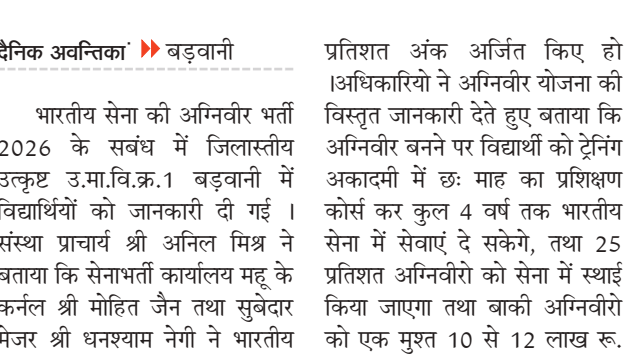 दैनिक अवन्तिका बड़वानी
भारतीय सेना की अग्निवीर भर्ती
2026 के सबंध में जिलास्तीय
उत्कृष्ट उ.मा.वि.क्र.1 बड़वानी में
विद्यार्थियों को जानकारी दी गई ।
संस्था प्राचार्य श्री अनिल मिश्र ने
बताया कि सेनाभर्ती कार्यालय महू के
कर्नल श्री मोहित जैन तथा सुबेदार
मेजर श्री धनश्याम नेगी ने भारतीय
प्रतिशत अंक अर्जित किए हो
।अधिकारियो ने अग्निवीर योजना की
विस्तृत जानकारी देते हुए बताया कि
अग्निवीर बनने पर विद्यार्थी को ट्रेनिंग
अकादमी में छः माह का प्रशिक्षण
कोर्स कर कुल 4 वर्ष तक भारतीय
सेना में सेवाएं दे सकेगे, तथा 25
प्रतिशत अग्निवीरो को सेना में स्थाई
किया जाएगा तथा बाकी अग्निवीरो
को एक मुश्त 10 से 12 लाख रू.